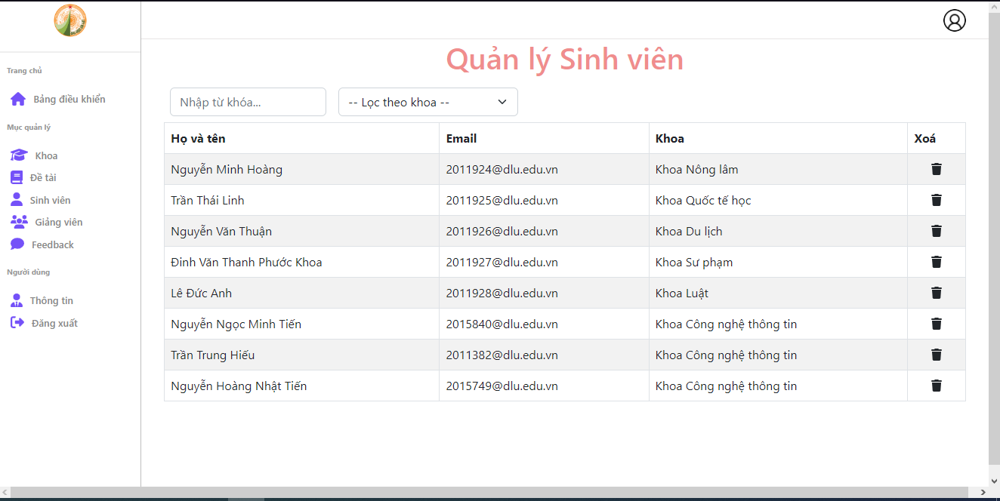 Trang chủ
Bảng điều khiển
Mục quản lý
Khoa
Đề tài
Sinh viên
Giảng viên
Feedback
Người dùng
Thông tin
Đăng xuất
Quản lý Sinh viên
Nhập từ khóa...
-- Lọc theo khoa --
Họ và tên Email Khoa Xoá
Nguyễn Minh Hoàng 2011924@dlu.edu.vn Khoa Nông lâm
Trần Thái Linh 2011925@dlu.edu.vn Khoa Quốc tế học
Nguyễn Văn Thuận 2011926@dlu.edu.vn Khoa Du lịch
Đinh Văn Thanh Phước Khoa 2011927@dlu.edu.vn Khoa Sư phạm
Lê Đức Anh 2011928@dlu.edu.vn Khoa Luật
Nguyễn Ngọc Minh Tiến 2015840@dlu.edu.vn Khoa Công nghệ thông tin
Trần Trung Hiếu 2011382@dlu.edu.vn Khoa Công nghệ thông tin
Nguyễn Hoàng Nhật Tiến 2015749@dlu.edu.vn Khoa Công nghệ thông tin